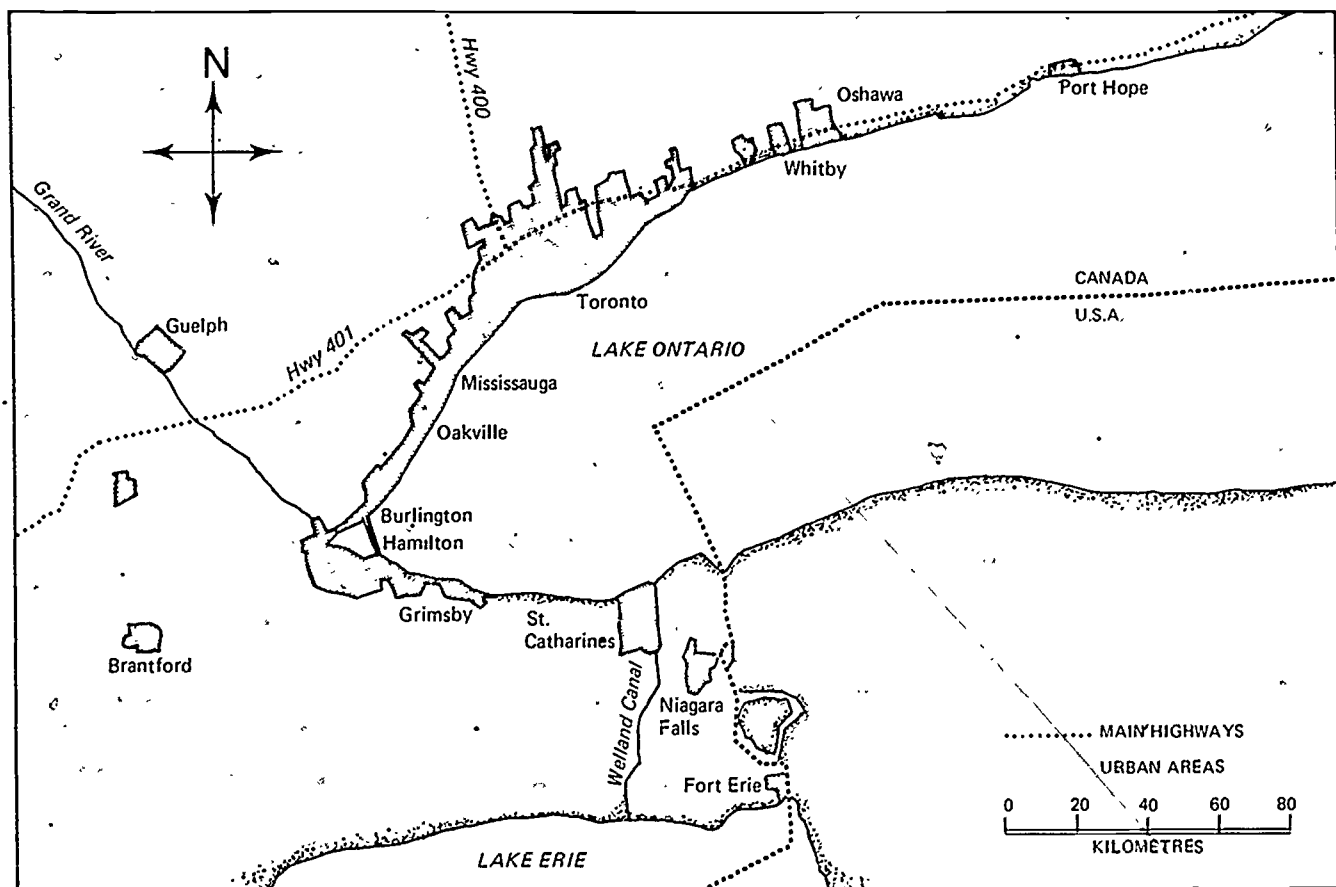 N
Hwy 400
Oshawa
Port Hope
Whitby
Grand River
Toronto
CANADA
U.S.A.
Guelph
Hwy 401
LAKE ONTARIO
Mississauga
Oakville
Burlington
Hamilton
Grimsby
St.
Catharines
Brantford
Welland Canal
Niagara
Falls
MAIN HIGHWAYS
URBAN AREAS
Fort Erie
0 20 40 60 80
KILOMETRES
LAKE ERIE